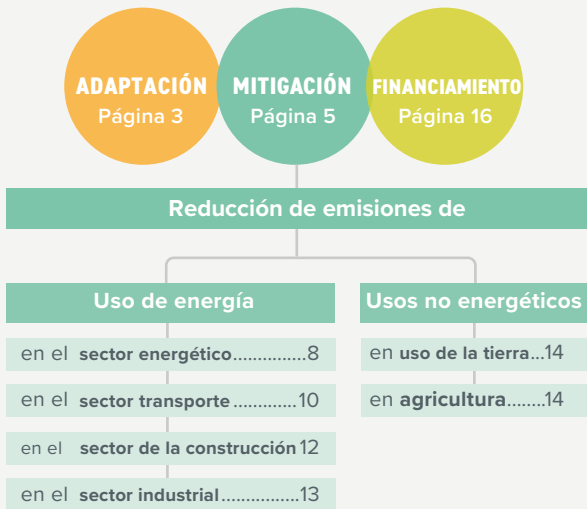 ADAPTACIÓN
Página 3
MITIGACIÓN
Página 5
FINANCIAMIENTO
Página 16
Reducción de emisiones de
Uso de energía
en el sector energético...............8
en el sector transporte.............10
en el sector de la construcción 12
en el sector industrial.................13
Usos no energéticos
en uso de la tierra...14
en agricultura........14